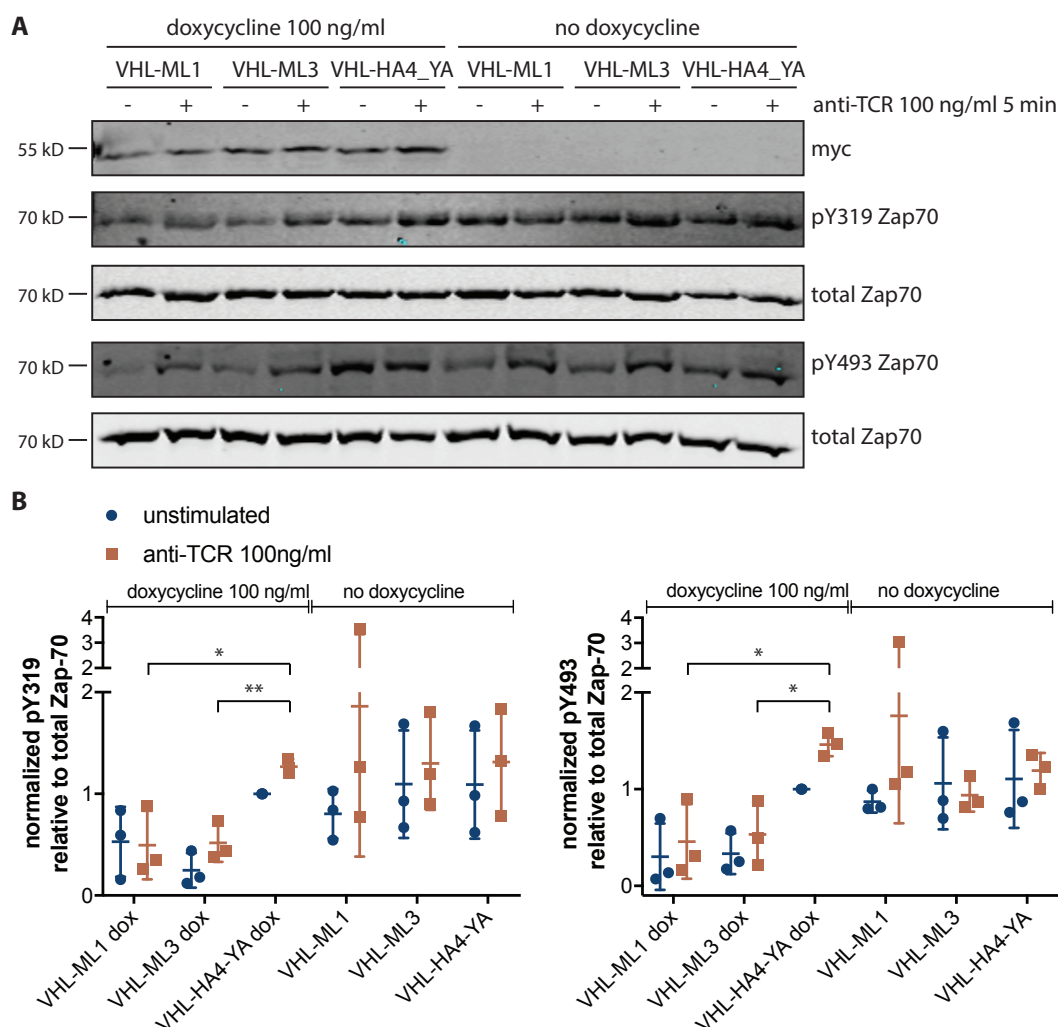 A
doxycycline 100 ng/ml no doxycycline
VHL-ML1 VHL-ML3 VHL-HA4_YA VHL-ML1 VHL-ML3 VHL-HA4_YA
- + - + - + - + - + - + anti-TCR 100 ng/ml 5 min
55 kD myc
70 kD pY319 Zap70
70 kD total Zap70
70 kD pY493 Zap70
70 kD total Zap70
B
unstimulated
anti-TCR 100ng/ml
doxycycline 100 ng/ml no doxycycline
normalized pY319
relative to total Zap-70
4
3
2
2
1
0
*
**
VHL-ML1 dox
VHL-ML3 dox
VHL-HA4-YA dox
VHL-ML1
VHL-ML3
VHL-HA4-YA
doxycycline 100 ng/ml no doxycycline
normalized pY493
relative to total Zap-70
4
3
2
2
1
0
*
*
VHL-ML1 dox
VHL-ML3 dox
VHL-HA4-YA dox
VHL-ML1
VHL-ML3
VHL-HA4-YA